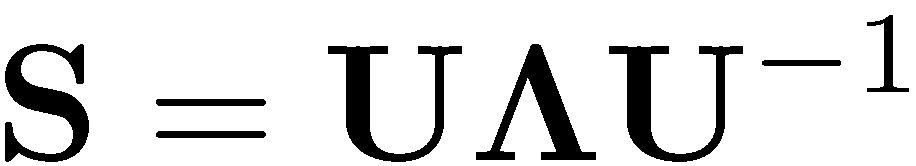 𝐒 = 𝐔𝚲𝐔⁻¹